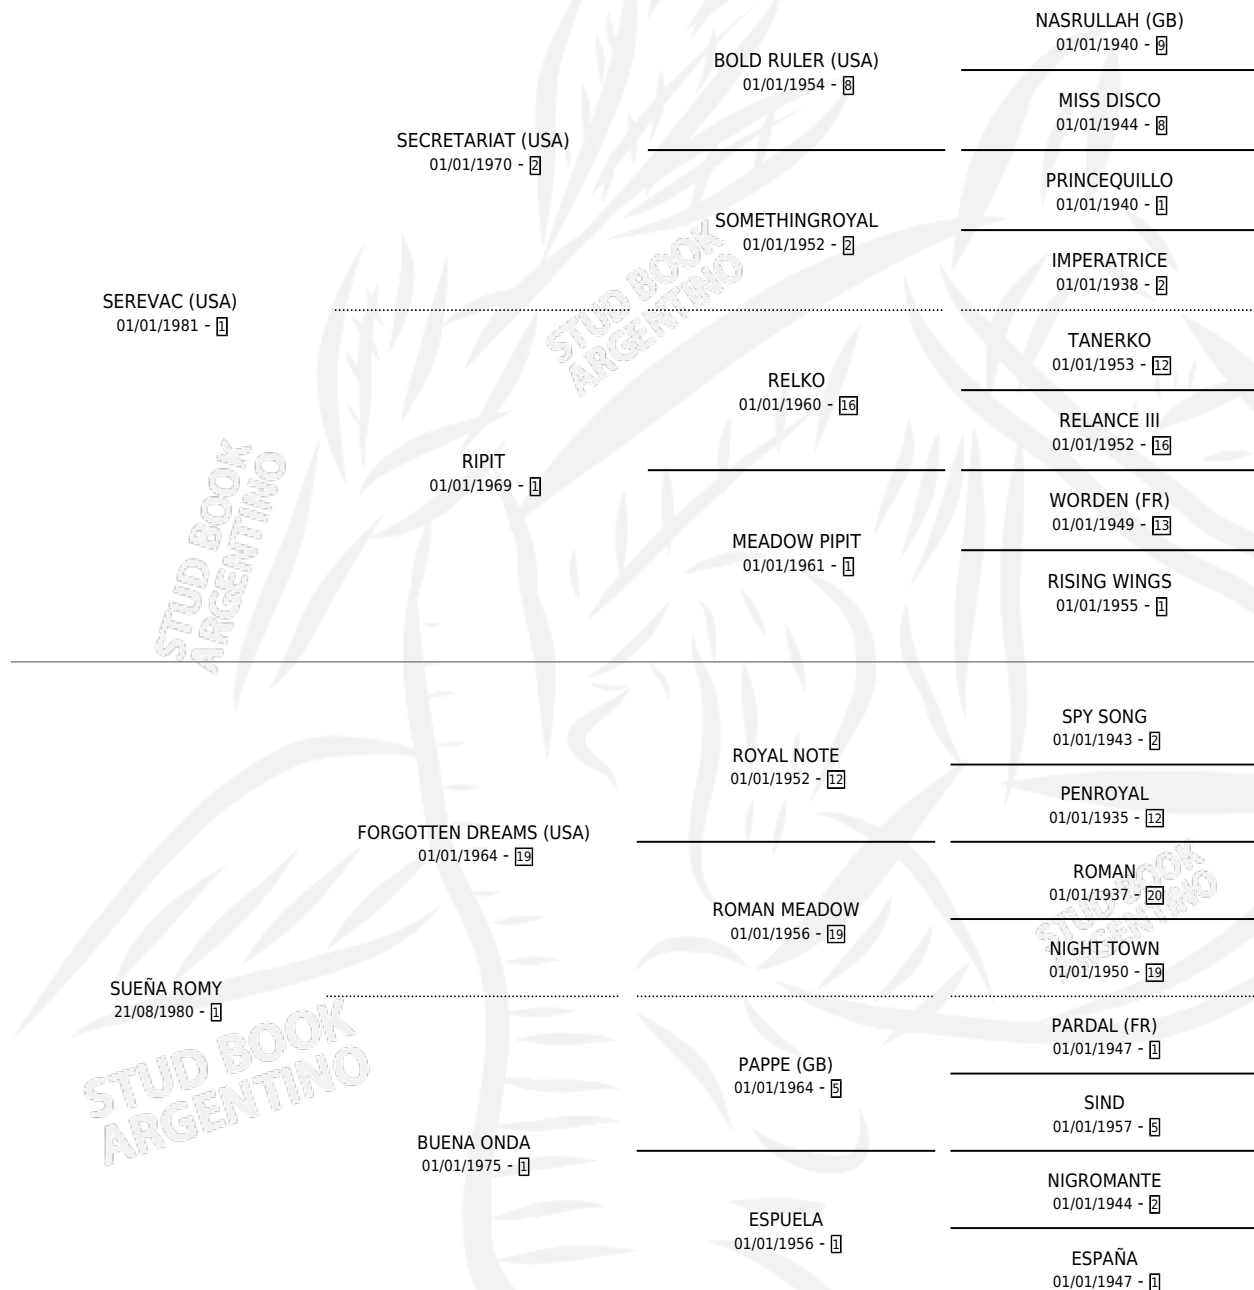 NASRULLAH (GB)
01/01/1940 - 9
BOLD RULER (USA)
01/01/1954 - 8
MISS DISCO
01/01/1944 - 8
SECRETARIAT (USA)
01/01/1970 - 2
PRINCEQUILLO
01/01/1940 - 1
SOMETHINGROYAL
01/01/1952 - 2
IMPERATRICE
01/01/1938 - 2
SEREVAC (USA)
01/01/1981 - 1
TANERKO
01/01/1953 - 12
RELKO
01/01/1960 - 16
RELANCE III
01/01/1952 - 16
RIPIT
01/01/1969 - 1
WORDEN (FR)
01/01/1949 - 13
MEADOW PIPIT
01/01/1961 - 1
RISING WINGS
01/01/1955 - 1
SPY SONG
01/01/1943 - 2
ROYAL NOTE
01/01/1952 - 12
PENROYAL
01/01/1935 - 12
FORGOTTEN DREAMS (USA)
01/01/1964 - 19
ROMAN
01/01/1937 - 20
ROMAN MEADOW
01/01/1956 - 19
NIGHT TOWN
01/01/1950 - 19
SUEÑA ROMY
21/08/1980 - 1
PARDAL (FR)
01/01/1947 - 1
PAPPE (GB)
01/01/1964 - 5
SIND
01/01/1957 - 5
BUENA ONDA
01/01/1975 - 1
NIGROMANTE
01/01/1944 - 2
ESPUELA
01/01/1956 - 1
ESPAÑA
01/01/1947 - 1
STUD BOOK
ARGENTINO
STUD BOOK
ARGENTINO
STUD BOOK
ARGENTINO
STUD BOOK
ARGENTINO